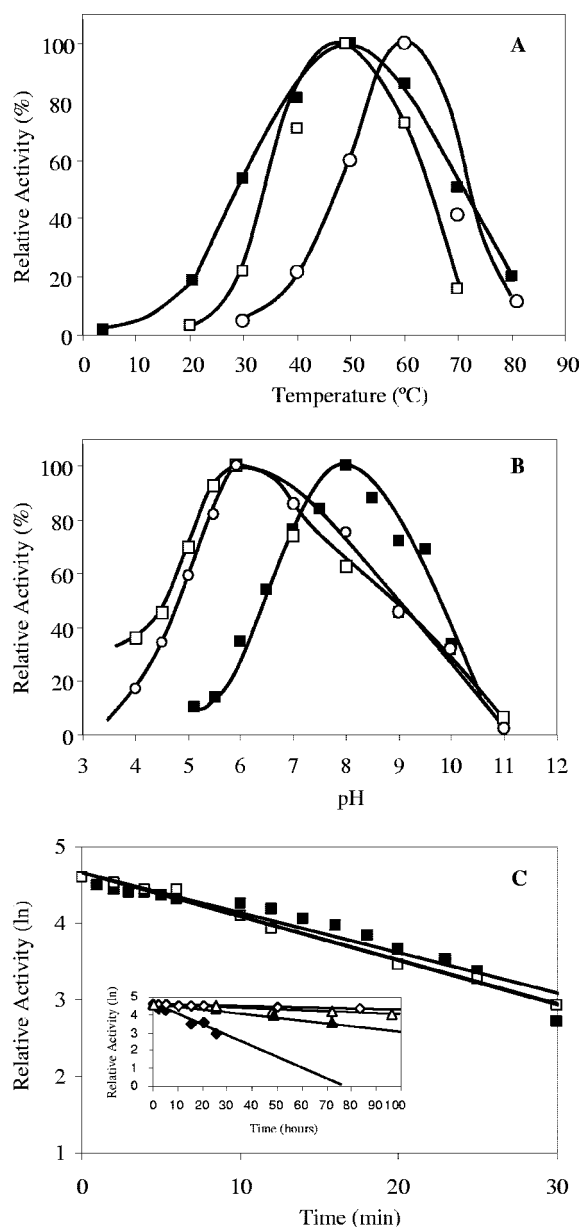 A
Relative Activity (%)
100
80
60
40
20
0
0 10 20 30 40 50 60 70 80 90
Temperature (ºC)
B
Relative Activity (%)
100
80
60
40
20
0
3 4 5 6 7 8 9 10 11 12
pH
C
Relative Activity (ln)
5
4
3
2
1
0 10 20 30
Time (min)
Relative Activity (ln)
5
4
3
2
1
0
0 10 20 30 40 50 60 70 80 90 100
Time (hours)